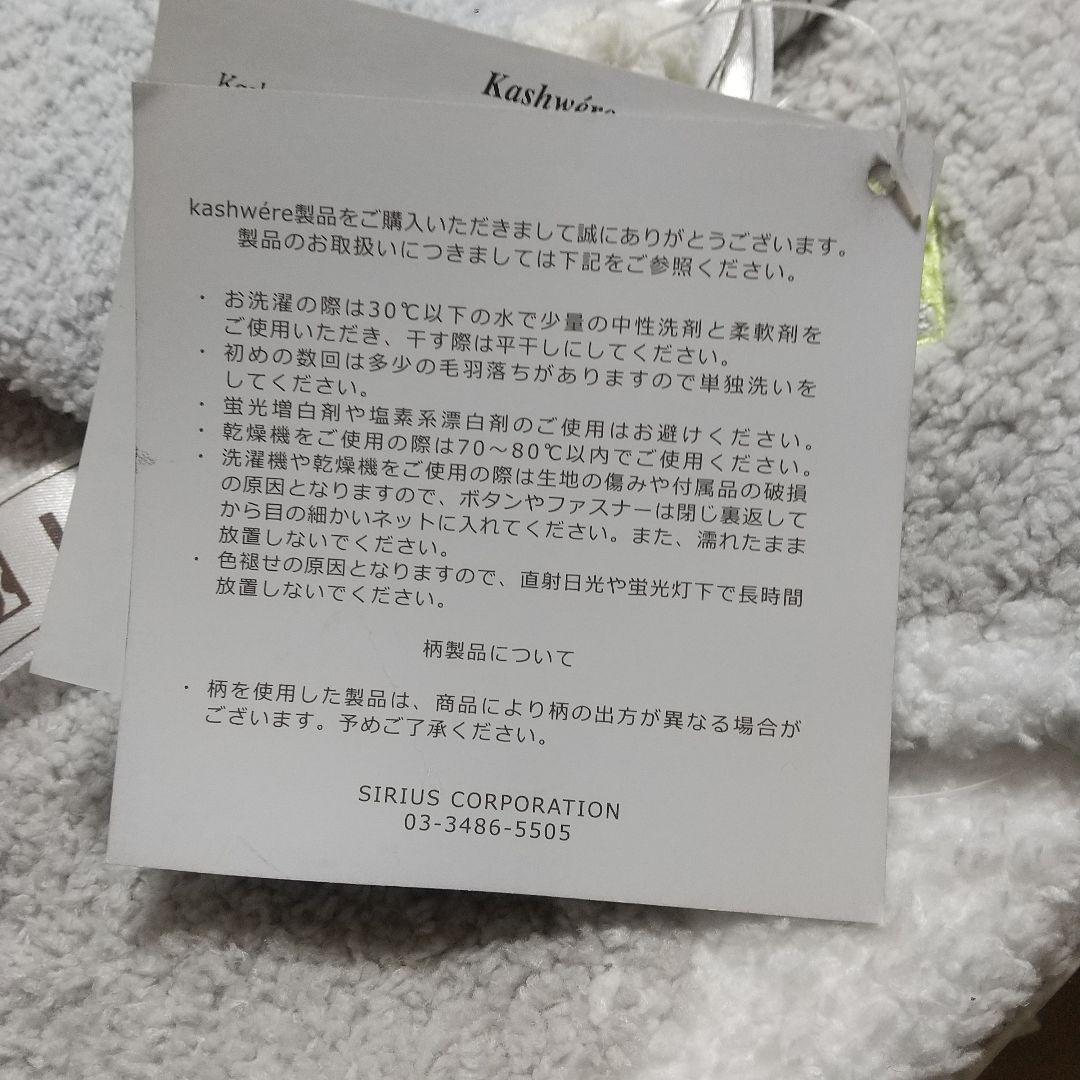 Kashwére
kashwére製品をご購入いただきまして誠にありがとうございます。
製品のお取扱いにつきましては下記をご参照ください。
・ お洗濯の際は30℃以下の水で少量の中性洗剤と柔軟剤を
ご使用いただき、干す際は平干しにしてください。
・ 初めの数回は多少の毛羽落ちがありますので単独洗いを
してください。
・ 蛍光増白剤や塩素系漂白剤のご使用はお避けください。
・ 乾燥機をご使用の際は70～80℃以内でご使用ください。
・ 洗濯機や乾燥機をご使用の際は生地の傷みや付属品の破損
の原因となりますので、ボタンやファスナーは閉じ裏返して
から目の細かいネットに入れてください。また、濡れたまま
放置しないでください。
・ 色褪せの原因となりますので、直射日光や蛍光灯下で長時間
放置しないでください。
柄製品について
・ 柄を使用した製品は、商品により柄の出方が異なる場合が
ございます。予めご了承ください。
SIRIUS CORPORATION
03-3486-5505